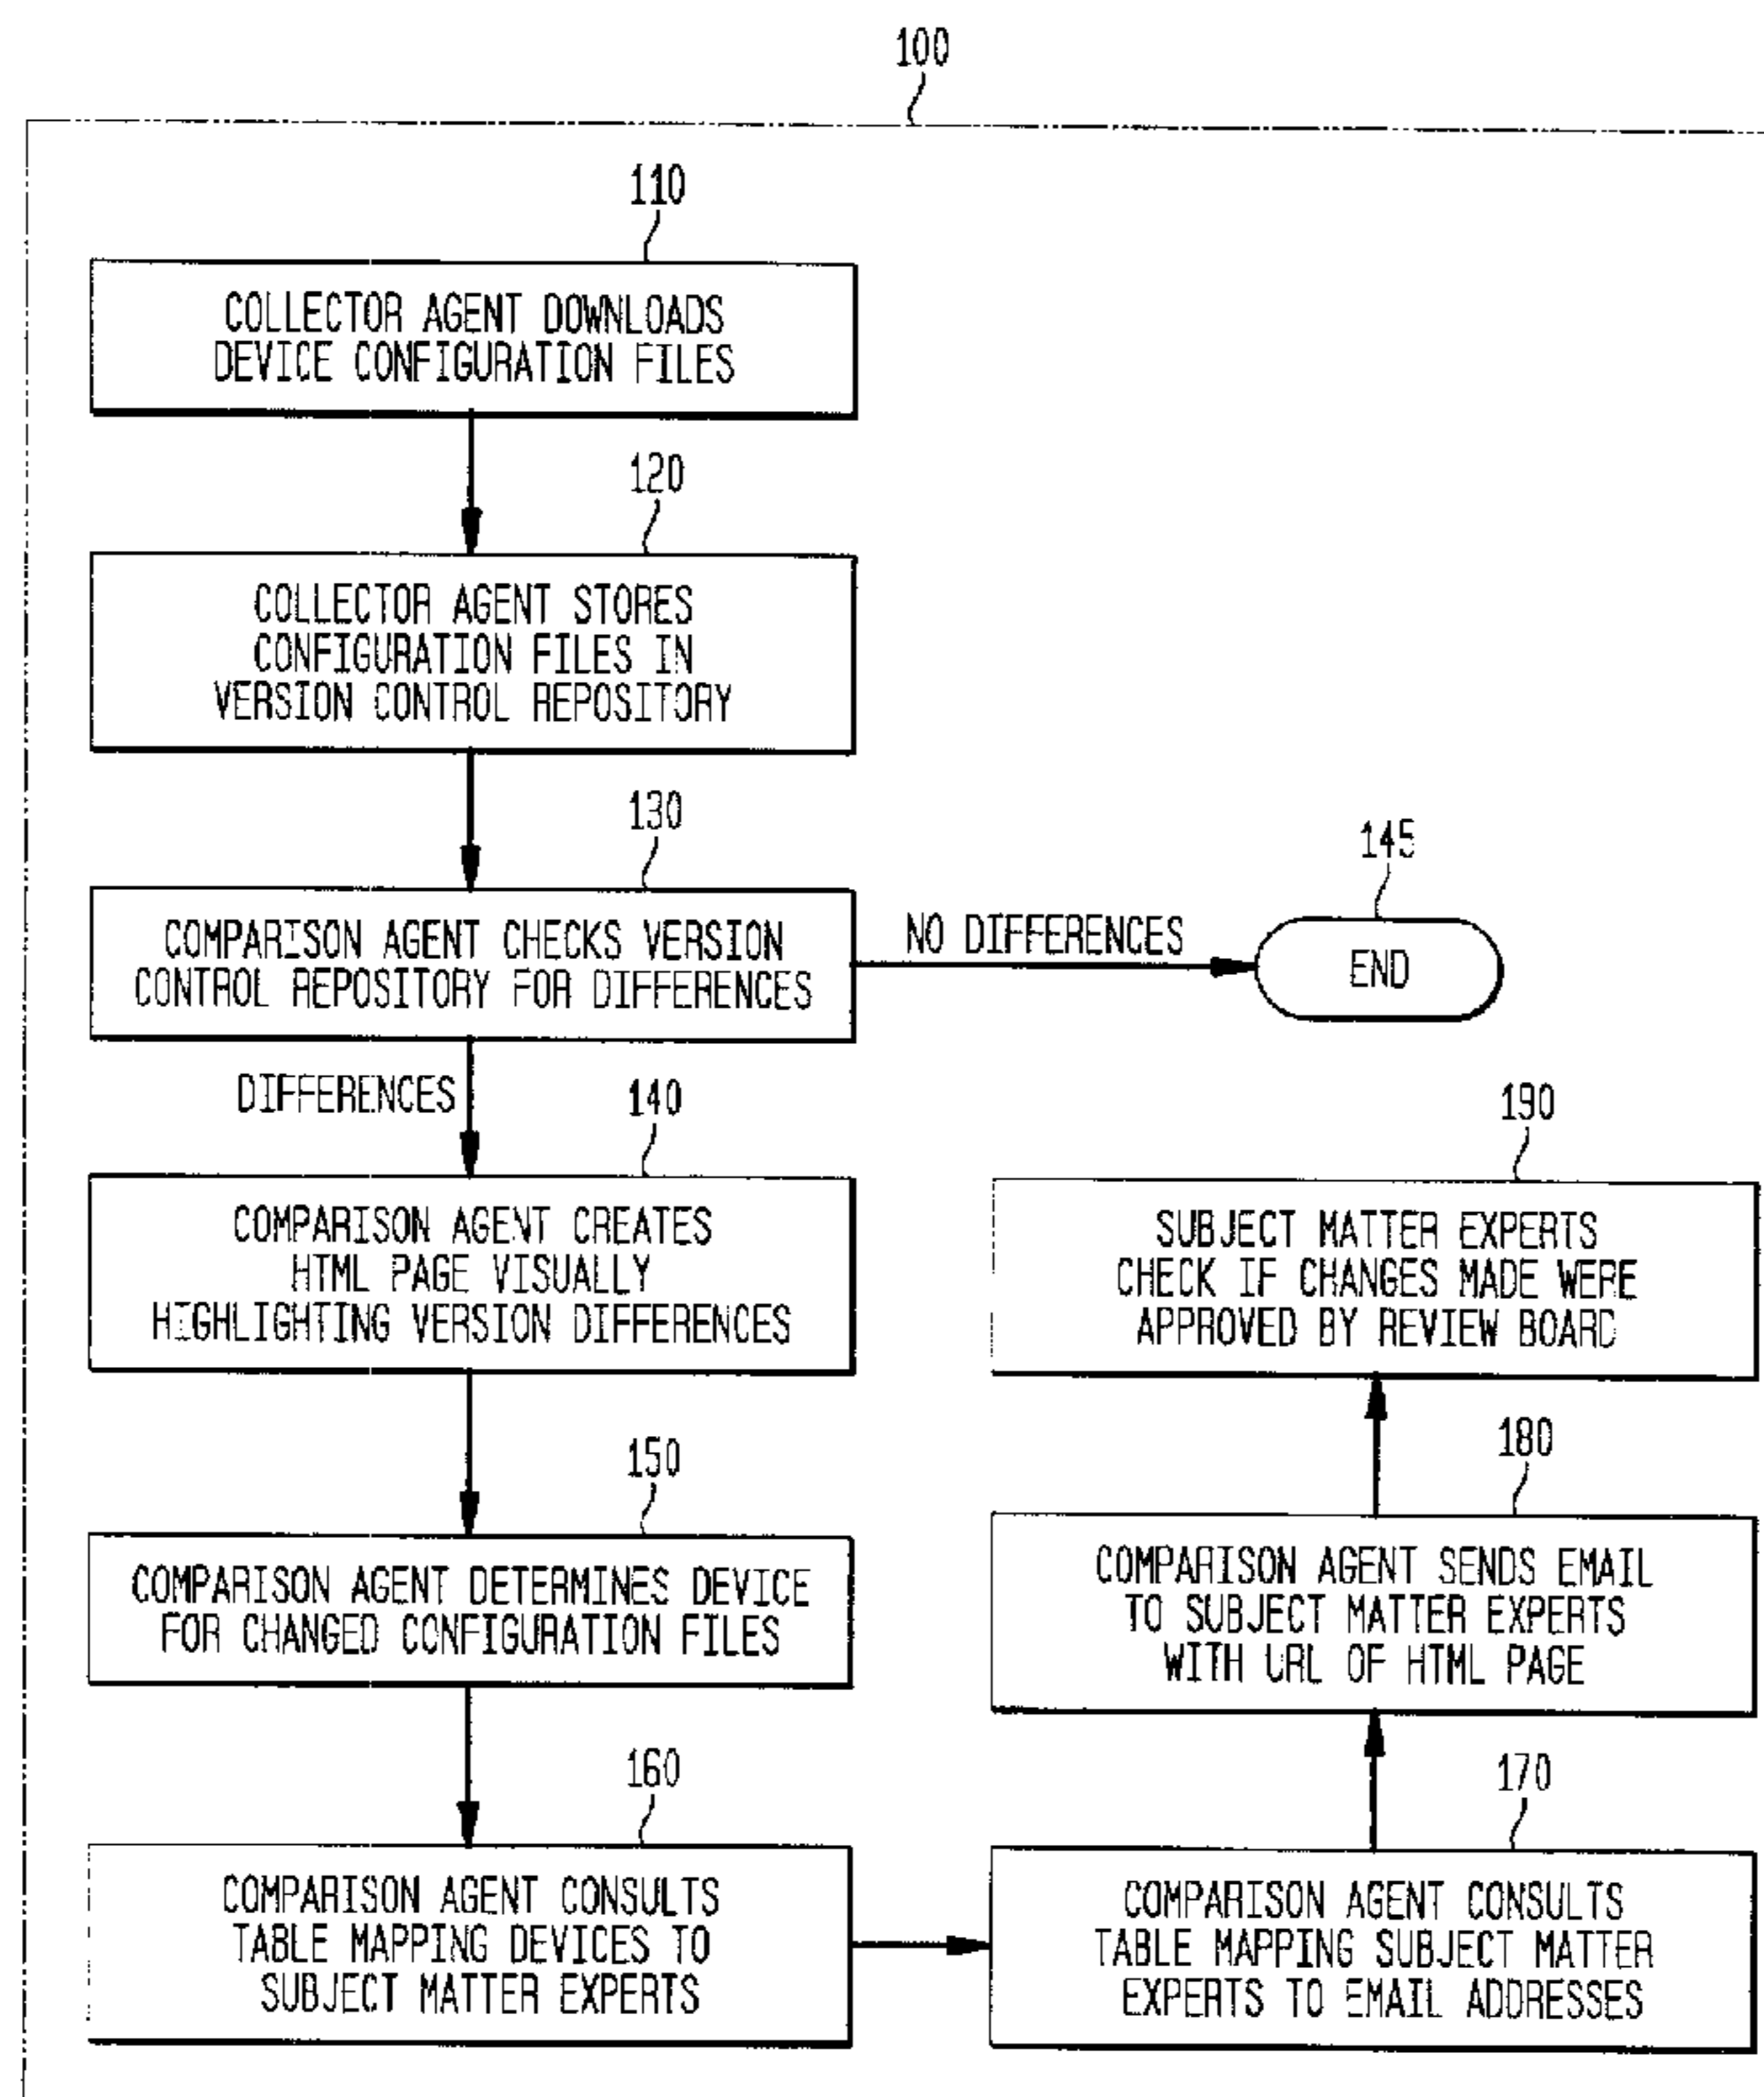 100
110
COLLECTOR AGENT DOWNLOADS
DEVICE CONFIGURATION FILES
120
COLLECTOR AGENT STORES
CONFIGURATION FILES IN
VERSION CONTROL REPOSITORY
130
COMPARISON AGENT CHECKS VERSION
CONTROL REPOSITORY FOR DIFFERENCES
NO DIFFERENCES
145
END
DIFFERENCES
140
COMPARISON AGENT CREATES
HTML PAGE VISUALLY
HIGHLIGHTING VERSION DIFFERENCES
150
COMPARISON AGENT DETERMINES DEVICE
FOR CHANGED CONFIGURATION FILES
160
COMPARISON AGENT CONSULTS
TABLE MAPPING DEVICES TO
SUBJECT MATTER EXPERTS
170
COMPARISON AGENT CONSULTS
TABLE MAPPING SUBJECT MATTER
EXPERTS TO EMAIL ADDRESSES
180
COMPARISON AGENT SENDS EMAIL
TO SUBJECT MATTER EXPERTS
WITH URL OF HTML PAGE
190
SUBJECT MATTER EXPERTS
CHECK IF CHANGES MADE WERE
APPROVED BY REVIEW BOARD